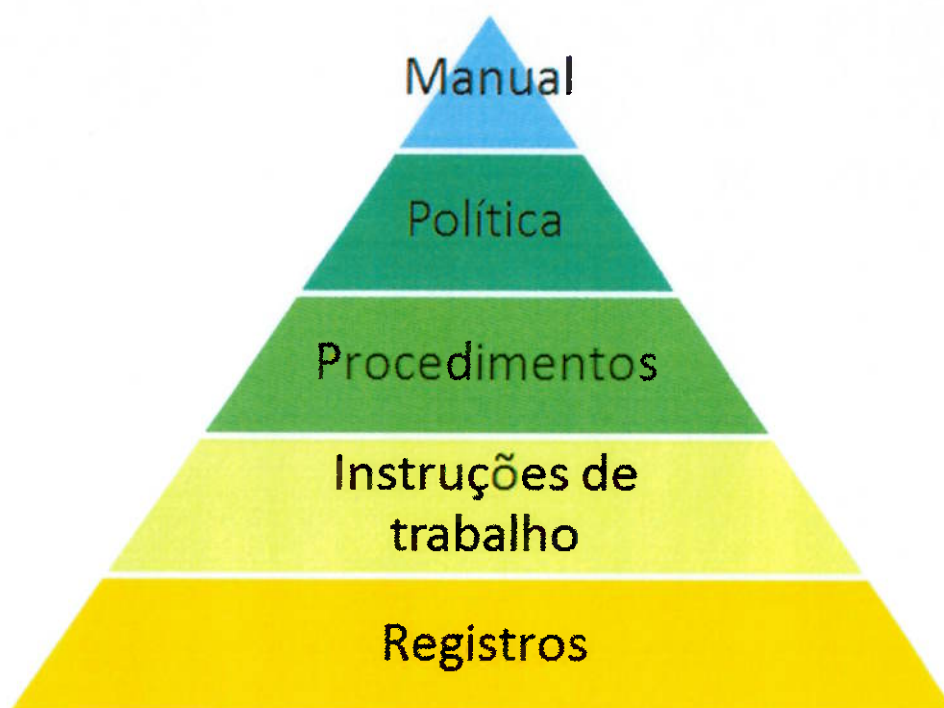 Manual
Política
Procedimentos
Instruções de
trabalho
Registros